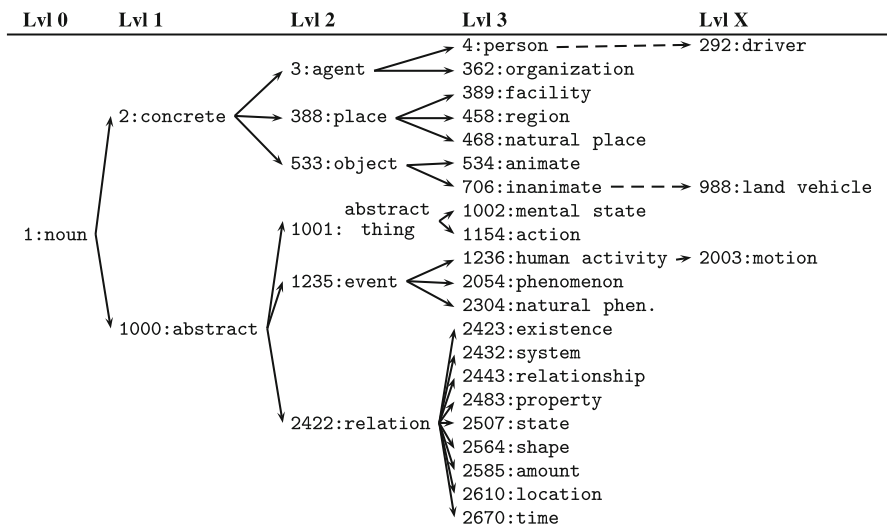 Lvl 0 Lvl 1 Lvl 2 Lvl 3 Lvl X
4:person 292:driver
3:agent
362:organization
389:facility
2:concrete 388:place 458:region
468:natural place
533:object 534:animate
706:inanimate 988:land vehicle
abstract 1002:mental state
1001: thing
1:noun 1154:action
1236:human activity 2003:motion
1235:event 2054:phenomenon
2304:natural phen.
1000:abstract 2423:existence
2432:system
2443:relationship
2483:property
2422:relation 2507:state
2564:shape
2585:amount
2610:location
2670:time